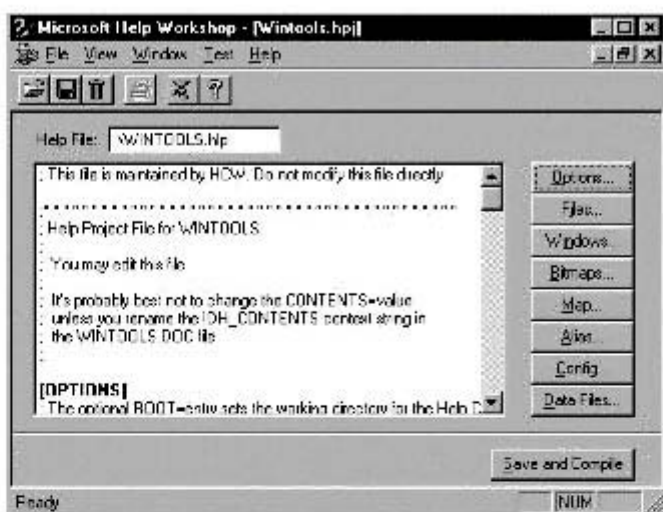 Microsoft Help Workshop - [Wintools.hpj]
File View Window Test Help
Help File: \WINTOOLS.hlp
; This file is maintained by HCW. Do not modify this file directly
Options...
Files...
; Help Project File for WINTOOLS
Windows...
; You may edit this file
Bitmaps...
; It's probably best not to change the CONTENTS=value
Map...
; unless you rename the IDH_CONTENTS context string in
Alias...
; the WINTOOLS.DOC file
Config...
[OPTIONS]
; The optional ROOT=entry sets the working directory for the Help C
Data Files...
Save and Compile
Ready
NUM